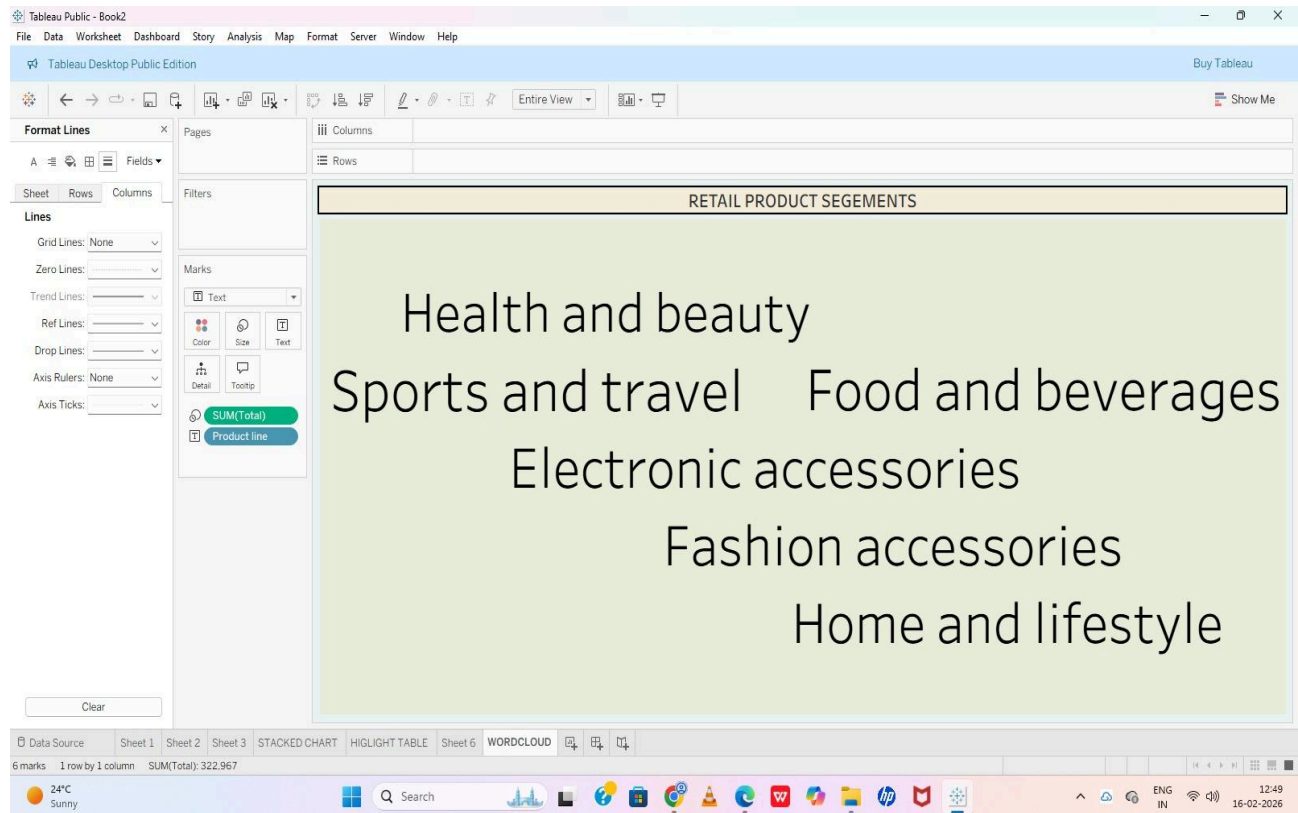 Tableau Public - Book2
File Data Worksheet Dashboard Story Analysis Map Format Server Window Help
Tableau Desktop Public Edition Buy Tableau
Entire View Show Me
Format Lines
Fields
Sheet Rows Columns
Lines
Grid Lines: None
Zero Lines:
Trend Lines:
Ref Lines:
Drop Lines:
Axis Rulers: None
Axis Ticks:
Clear
Pages
Filters
Marks
Text
Color Size Text
Detail Tooltip
SUM(Total)
Product line
Columns
Rows
RETAIL PRODUCT SEGEMENTS
Health and beauty
Sports and travel Food and beverages
Electronic accessories
Fashion accessories
Home and lifestyle
Data Source Sheet 1 Sheet 2 Sheet 3 STACKED CHART HIGLIGHT TABLE Sheet 6 WORDCLOUD
6 marks 1 row by 1 column SUM(Total): 322,967
24°C
Sunny
Search
ENG
IN
12:49
16-02-2026